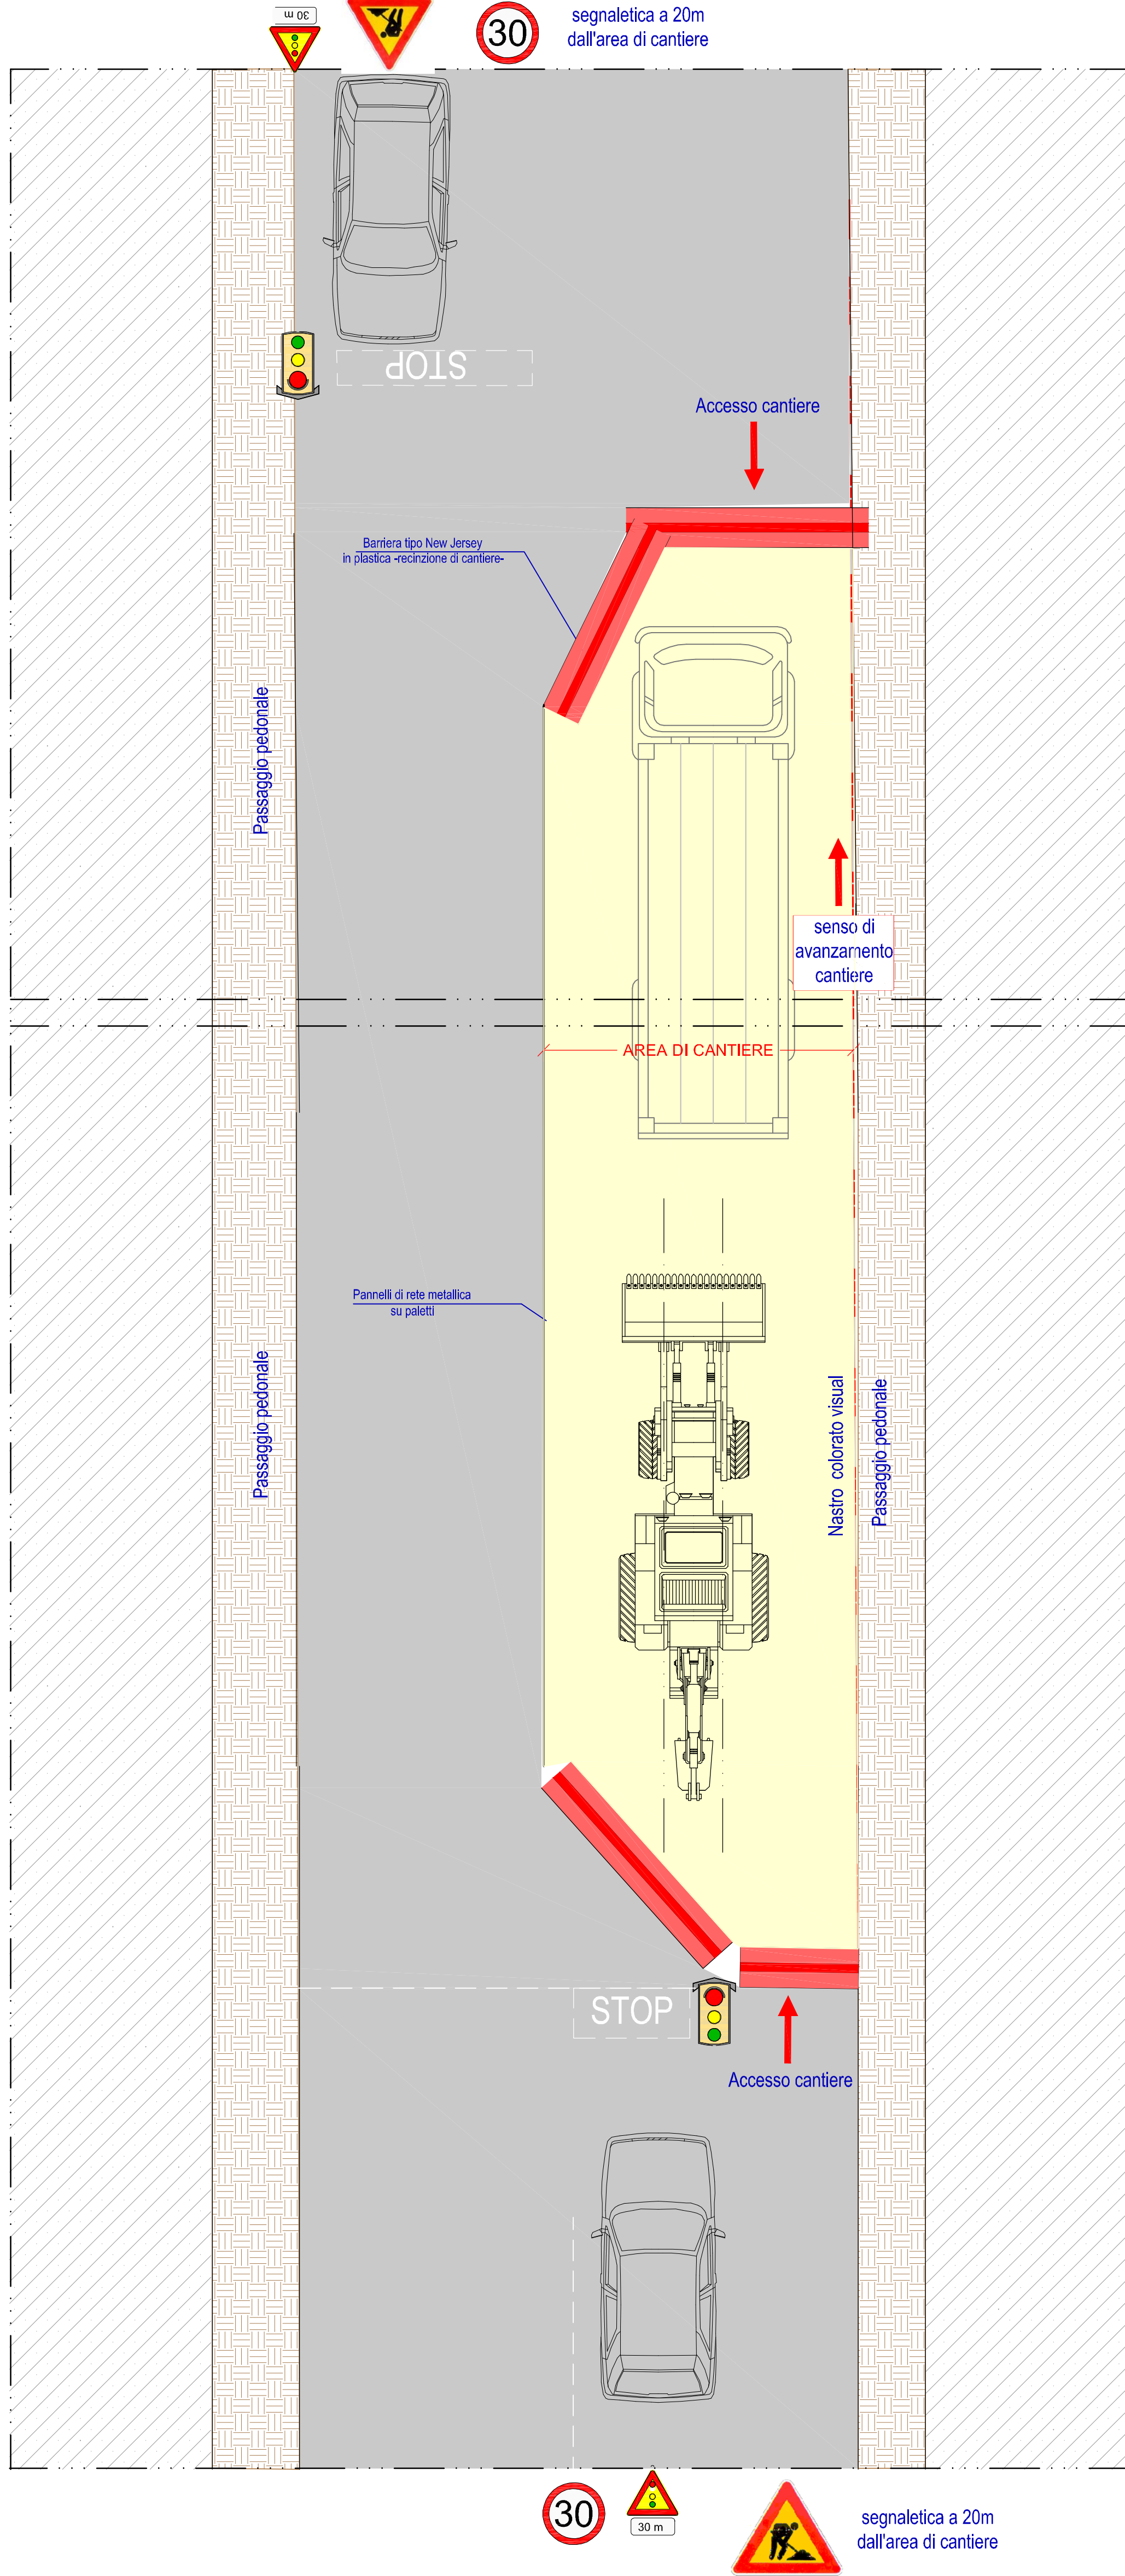 30 m
30
segnaletica a 20m
dall'area di cantiere
STOP
Accesso cantiere
Barriera tipo New Jersey
in plastica -recinzione di cantiere-
Passaggio pedonale
senso di
avanzamento
cantiere
AREA DI CANTIERE
Pannelli di rete metallica
su paletti
Passaggio pedonale
Nastro colorato visual
Passaggio pedonale
STOP
Accesso cantiere
30
30 m
segnaletica a 20m
dall'area di cantiere